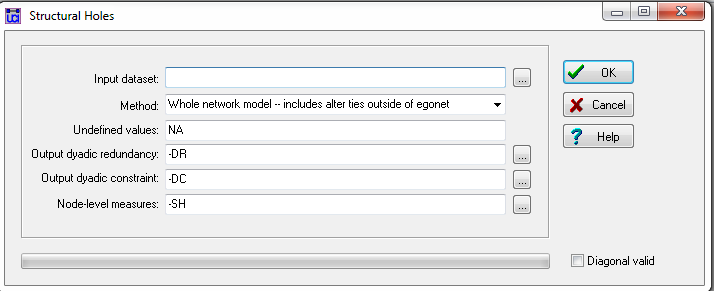 UCI Structural Holes
Input dataset: ...
Method: Whole network model -- includes alter ties outside of egonet
Undefined values: NA
Output dyadic redundancy: -DR ...
Output dyadic constraint: -DC ...
Node-level measures: -SH ...
OK
Cancel
? Help
Diagonal valid